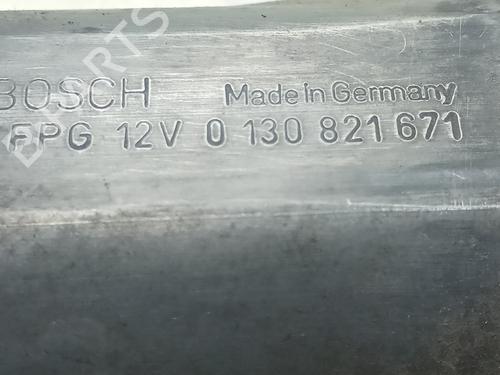 BOSCH Made in Germany
FPG 12V 0 130 821 671